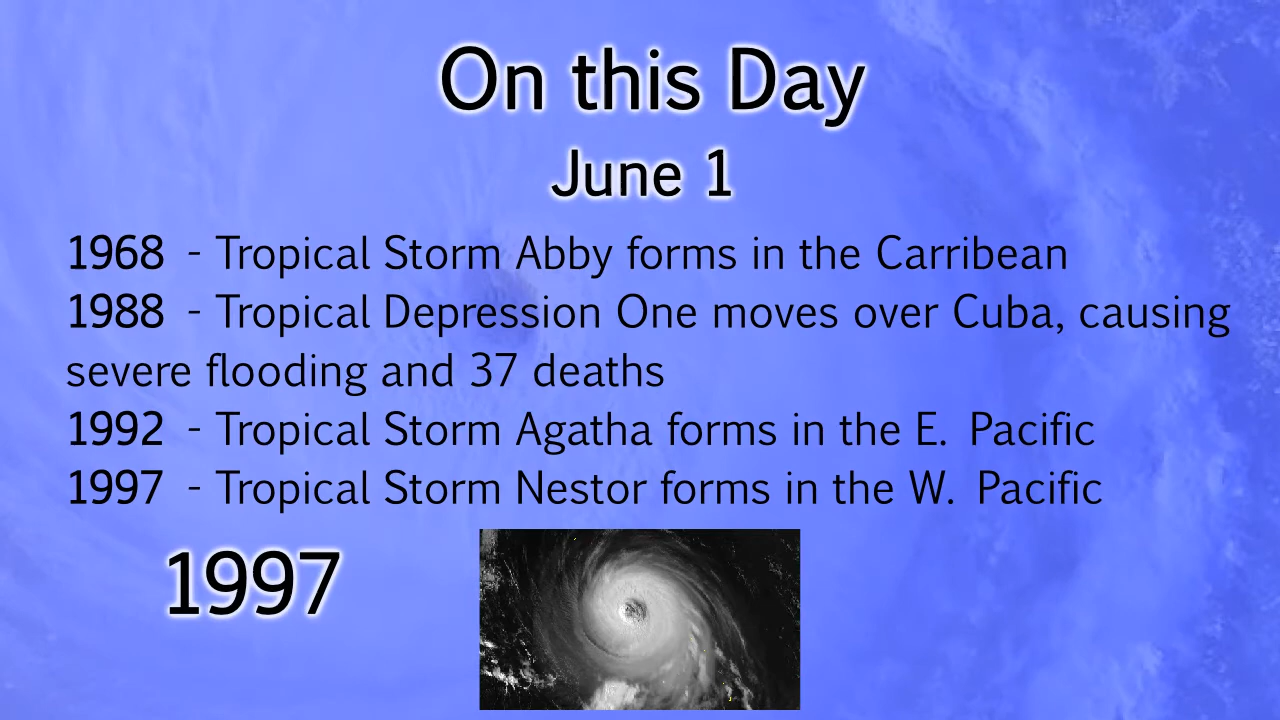 On this Day
June 1
1968 - Tropical Storm Abby forms in the Carribean
1988 - Tropical Depression One moves over Cuba, causing
severe flooding and 37 deaths
1992 - Tropical Storm Agatha forms in the E. Pacific
1997 - Tropical Storm Nestor forms in the W. Pacific
1997